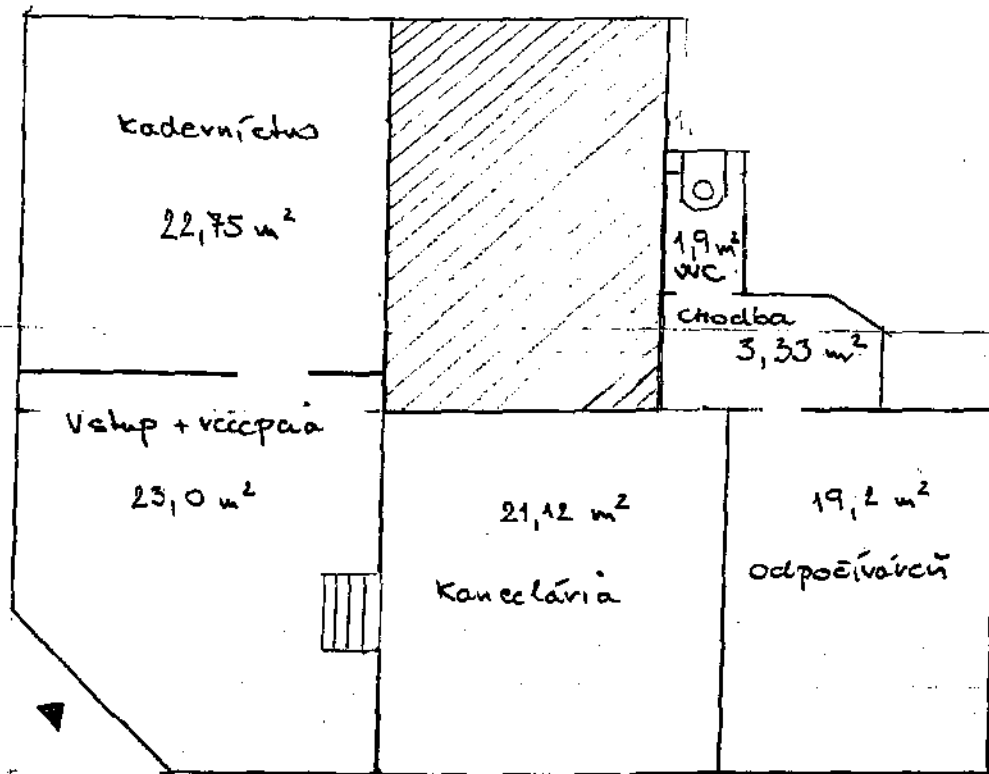 Kaderníctvo
22,75 m²
1,9 m²
WC
Chodba
3,33 m²
Vstup + recepcia
23,0 m²
21,12 m²
Kancelária
19,2 m²
odpočíváreň